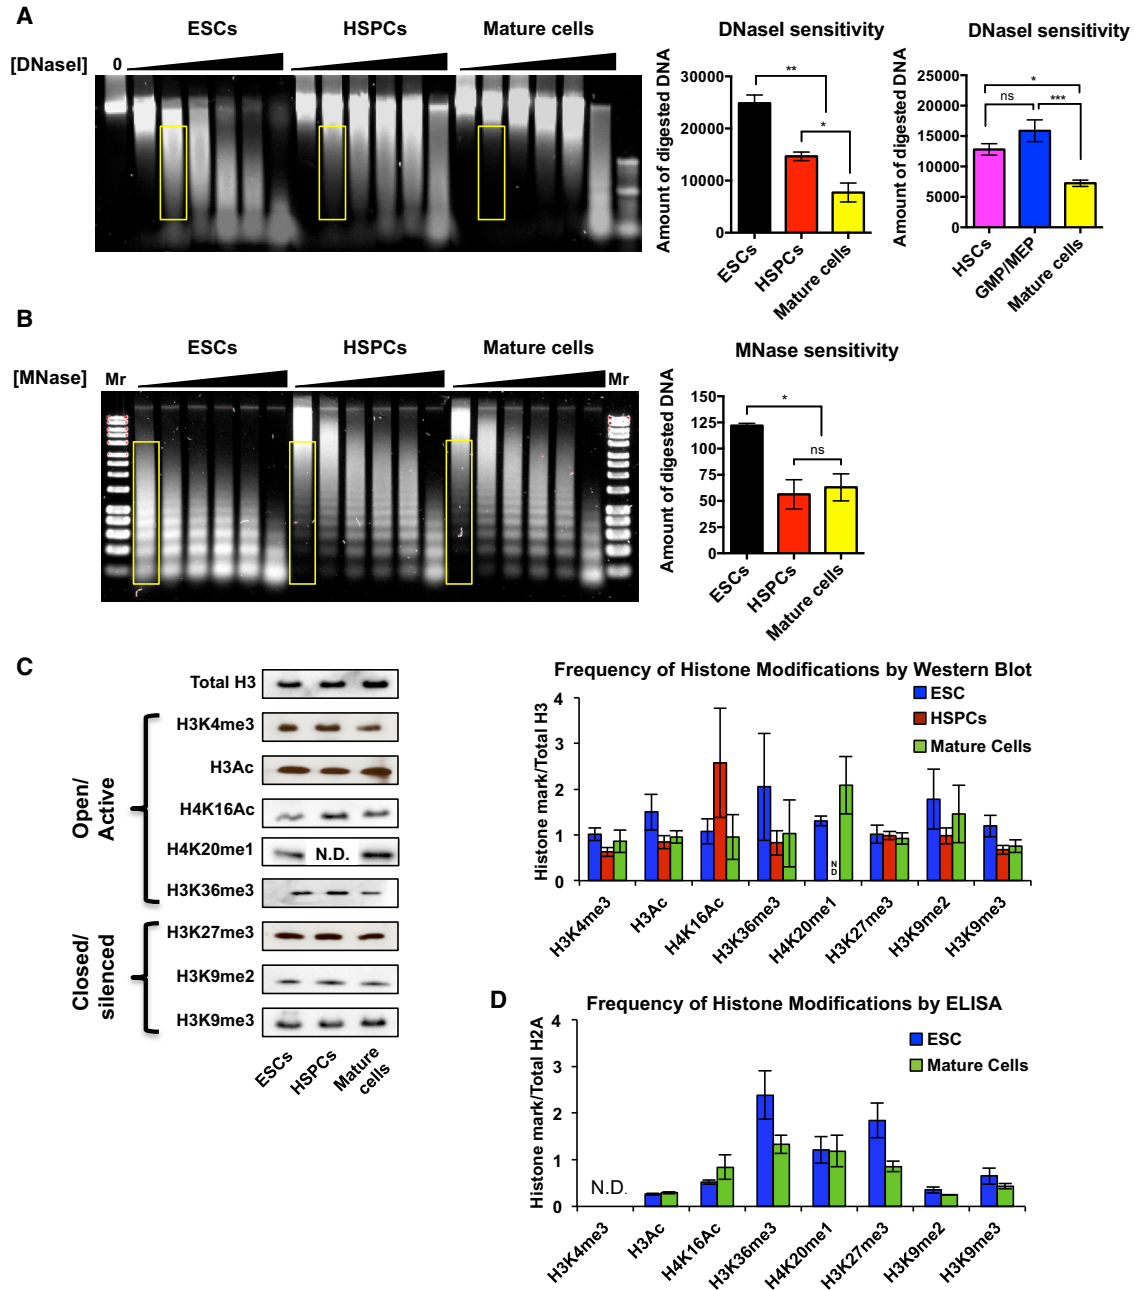 A
ESCs HSPCs Mature cells
[DNaseI] 0
DNaseI sensitivity
Amount of digested DNA
30000
20000
10000
0
**
*
ESCs HSPCs Mature cells
DNaseI sensitivity
Amount of digested DNA
25000
20000
15000
10000
5000
0
*
ns ***
HSCs GMP/MEP Mature cells
B
ESCs HSPCs Mature cells
[MNase] Mr Mr
MNase sensitivity
Amount of digested DNA
150
125
100
75
50
25
0
*
ns
ESCs HSPCs Mature cells
C
Open/
Active
Closed/
silenced
Total H3
H3K4me3
H3Ac
H4K16Ac
H4K20me1 N.D.
H3K36me3
H3K27me3
H3K9me2
H3K9me3
ESCs HSPCs Mature
cells
Frequency of Histone Modifications by Western Blot
Histone mark/Total H3
4
3
2
1
0
ESC
HSPCs
Mature Cells
N
D
H3K4me3 H3Ac H4K16Ac H3K36me3 H4K20me1 H3K27me3 H3K9me2 H3K9me3
D
Frequency of Histone Modifications by ELISA
Histone mark/Total H2A
4
3
2
1
0
ESC
Mature Cells
N.D.
H3K4me3 H3Ac H4K16Ac H3K36me3 H4K20me1 H3K27me3 H3K9me2 H3K9me3